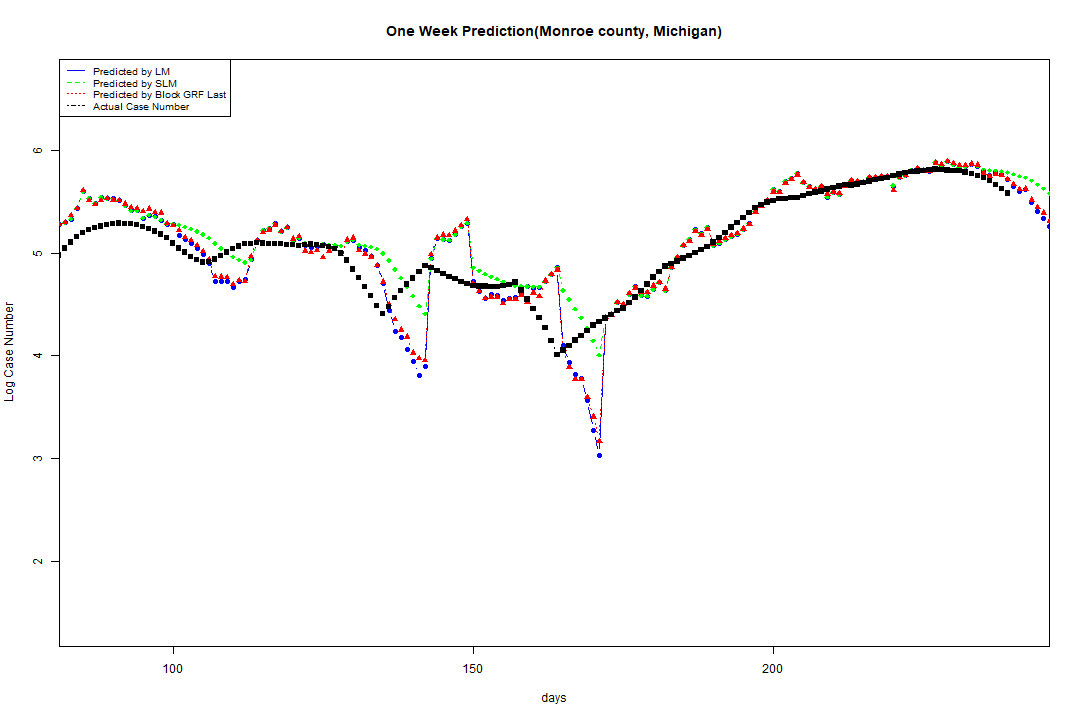 One Week Prediction(Monroe county, Michigan)
Predicted by LM
Predicted by SLM
Predicted by Block GRF Last
Actual Case Number
6
5
4
3
2
Log Case Number
100 150 200
days